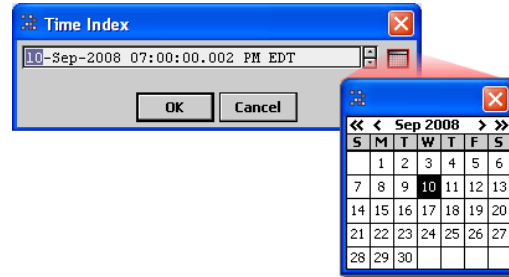 Time Index
10-Sep-2008 07:00:00.002 PM EDT
OK Cancel
« < Sep 2008 > »
S M T W T F S
1 2 3 4 5 6
7 8 9 10 11 12 13
14 15 16 17 18 19 20
21 22 23 24 25 26 27
28 29 30